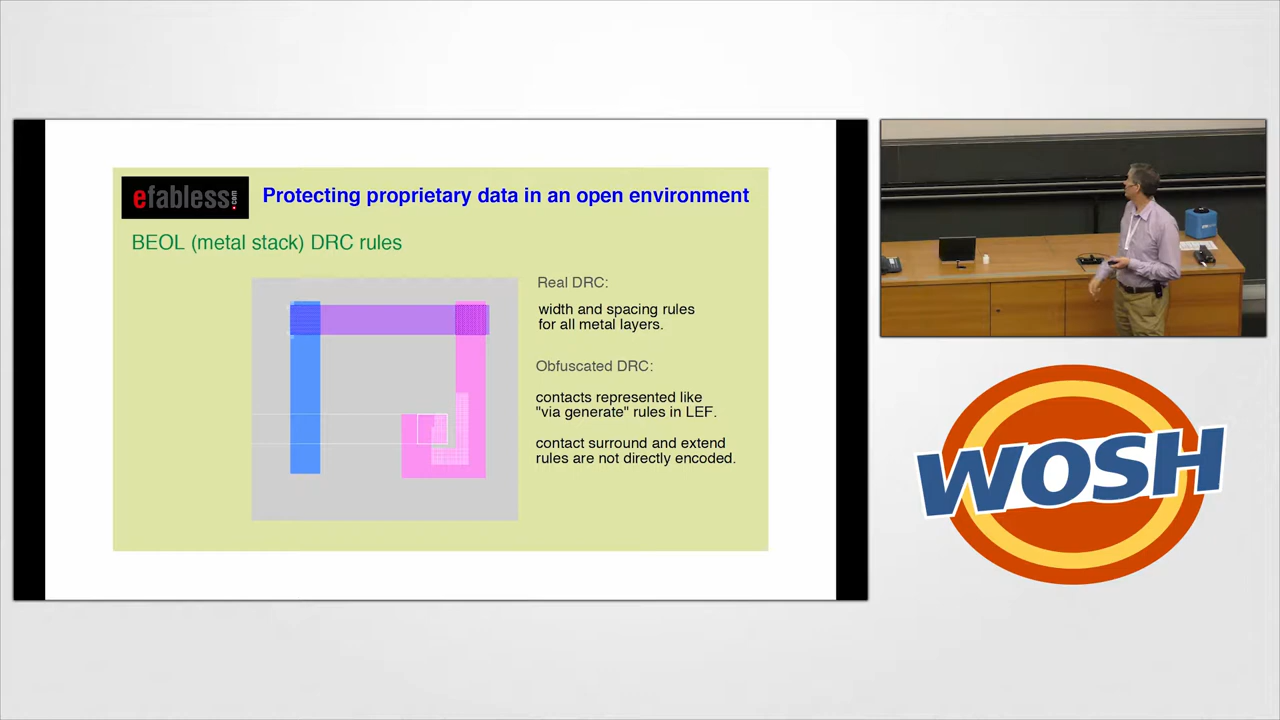 efabless.com
Protecting proprietary data in an open environment
BEOL (metal stack) DRC rules
Real DRC:
width and spacing rules
for all metal layers.
Obfuscated DRC:
contacts represented like
"via generate" rules in LEF.
contact surround and extend
rules are not directly encoded.
WOSH